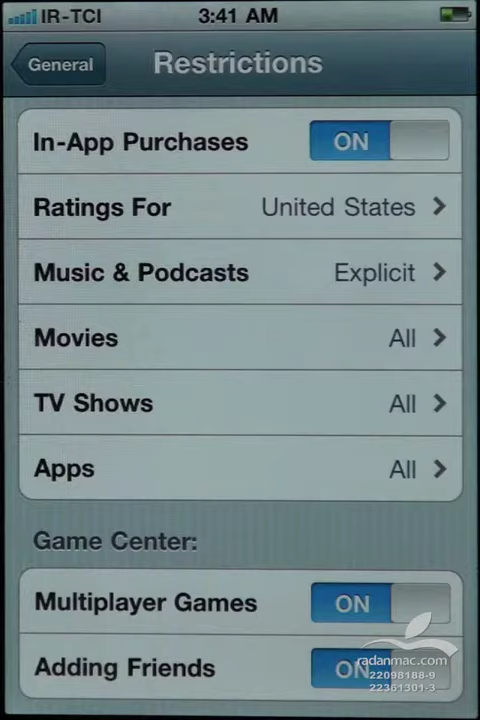 IR-TCI 3:41 AM
General Restrictions
In-App Purchases ON
Ratings For United States
Music & Podcasts Explicit
Movies All
TV Shows All
Apps All
Game Center:
Multiplayer Games ON
Adding Friends ON
radanmac.com
22098188-9
22361301-3